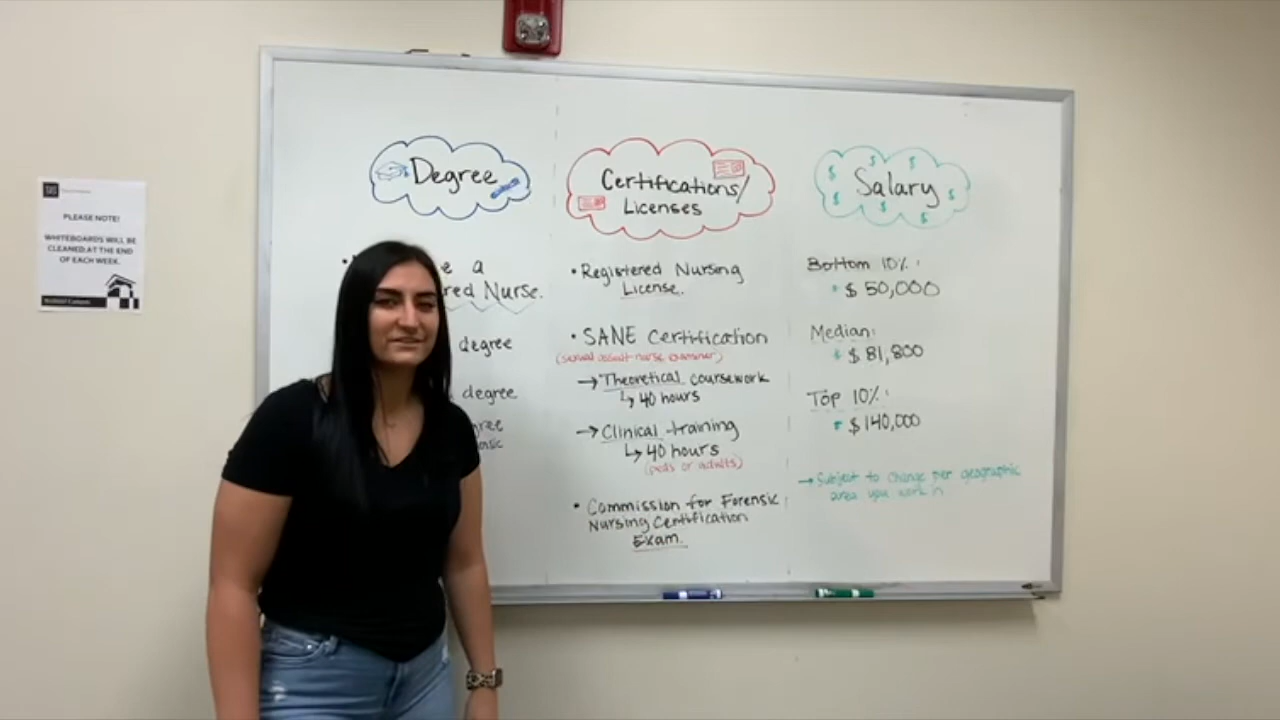 PLEASE NOTE!
WHITEBOARDS WILL BE
CLEANED AT THE END
OF EACH WEEK.
Degree
e a
red Nurse.
degree
degree
gree
nsic
Certifications/
Licenses
• Registered Nursing
License.
• SANE Certification
(sexual assault nurse examiner)
→ Theoretical coursework
↳ 40 hours
→ Clinical training
↳ 40 hours
(peds or adults)
• Commission for Forensic
Nursing Certification
Exam.
Salary
Bottom 10%:
$ 50,000
Median:
$ 81,800
Top 10%:
$ 140,000
→ Subject to change per geographic
area you work in